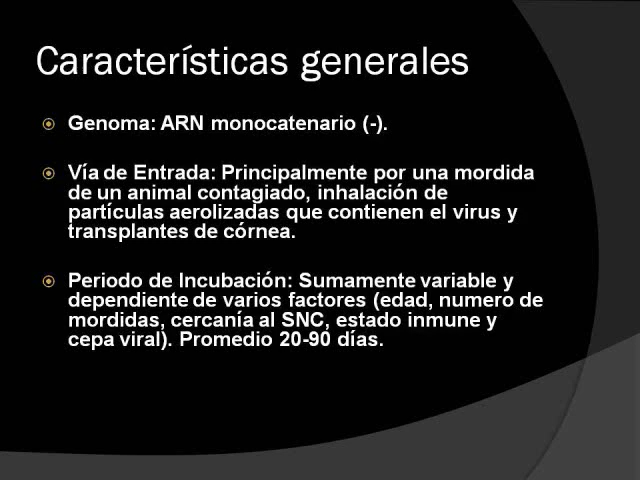 Características generales
Genoma: ARN monocatenario (-).
Vía de Entrada: Principalmente por una mordida
de un animal contagiado, inhalación de
partículas aerolizadas que contienen el virus y
transplantes de córnea.
Periodo de Incubación: Sumamente variable y
dependiente de varios factores (edad, numero de
mordidas, cercanía al SNC, estado inmune y
cepa viral). Promedio 20-90 días.